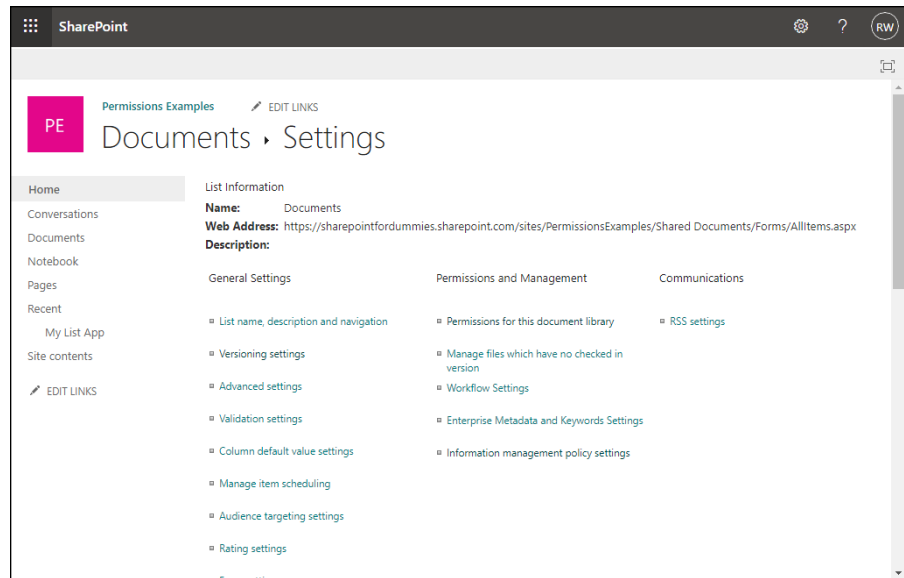 SharePoint
?
RW
PE
Permissions Examples
EDIT LINKS
Documents ▸ Settings
Home
Conversations
Documents
Notebook
Pages
Recent
My List App
Site contents
EDIT LINKS
List Information
Name: Documents
Web Address: https://sharepointfordummies.sharepoint.com/sites/PermissionsExamples/Shared Documents/Forms/AllItems.aspx
Description:
General Settings
List name, description and navigation
Versioning settings
Advanced settings
Validation settings
Column default value settings
Manage item scheduling
Audience targeting settings
Rating settings
Permissions and Management
Permissions for this document library
Manage files which have no checked in
version
Workflow Settings
Enterprise Metadata and Keywords Settings
Information management policy settings
Communications
RSS settings